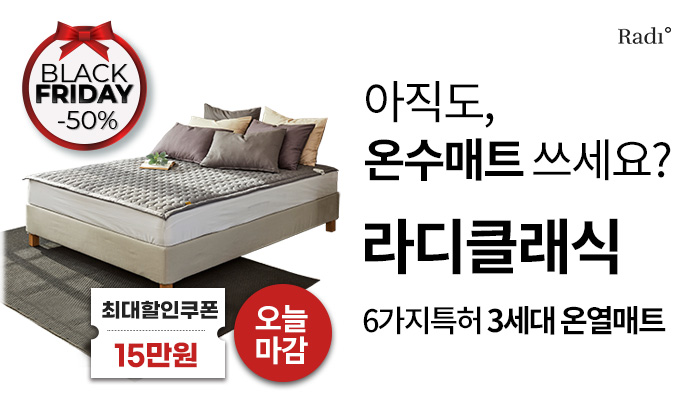 BLACK
FRIDAY
-50%
Radi°
아직도,
온수매트 쓰세요?
라디클래식
6가지특허 3세대 온열매트
최대할인쿠폰
15만원
오늘
마감